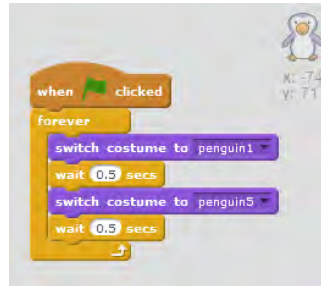 x: -74
y: 71
when clicked
forever
switch costume to penguin1
wait 0.5 secs
switch costume to penguin5
wait 0.5 secs